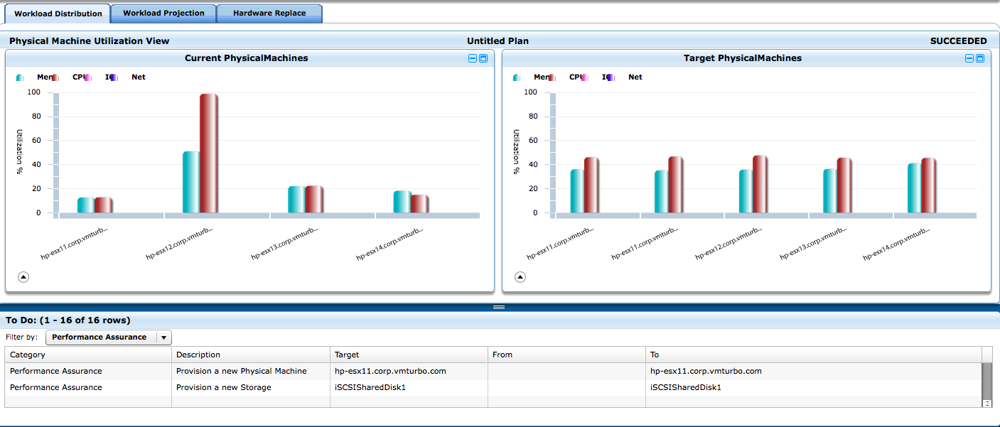 Workload Distribution Workload Projection Hardware Replace
Physical Machine Utilization View Untitled Plan SUCCEEDED
Current PhysicalMachines
Mem CPU IO Net
100
80
60
40
20
0
Utilization %
hp-esx11.corp.vmturb...
hp-esx12.corp.vmturb...
hp-esx13.corp.vmturb...
hp-esx14.corp.vmturb...
Target PhysicalMachines
Mem CPU IO Net
100
80
60
40
20
0
Utilization %
hp-esx11.corp.vmturb...
hp-esx11.corp.vmturb...
hp-esx12.corp.vmturb...
hp-esx13.corp.vmturb...
hp-esx14.corp.vmturb...
To Do: (1 - 16 of 16 rows)
Filter by: Performance Assurance
Category Description Target From To
Performance Assurance Provision a new Physical Machine hp-esx11.corp.vmturbo.com hp-esx11.corp.vmturbo.com
Performance Assurance Provision a new Storage iSCSISharedDisk1 iSCSISharedDisk1